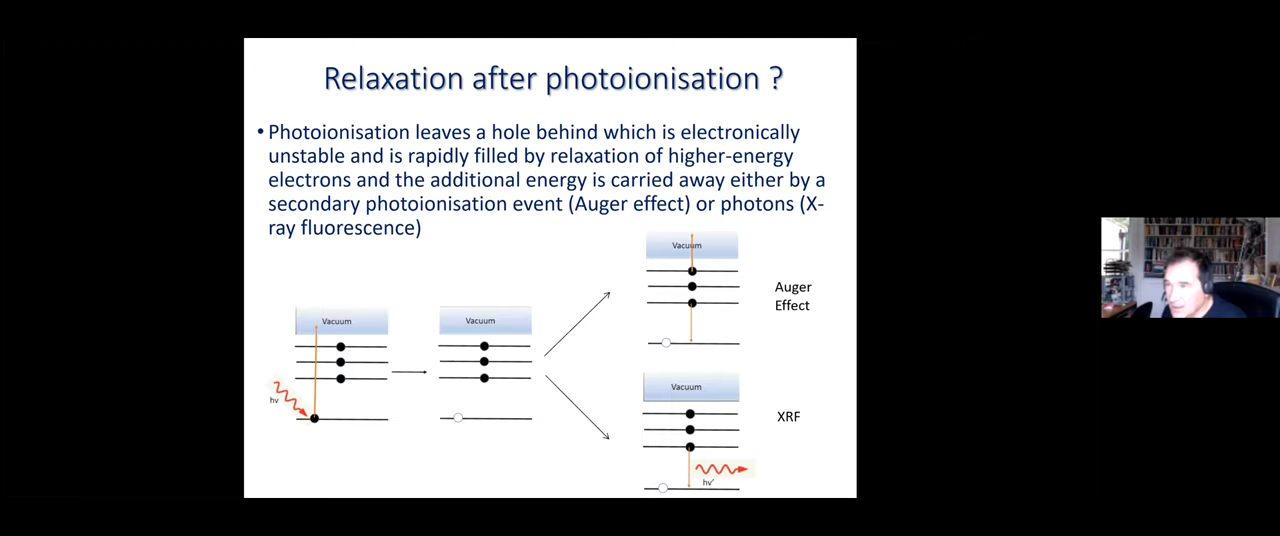 Relaxation after photoionisation ?
• Photoionisation leaves a hole behind which is electronically
unstable and is rapidly filled by relaxation of higher-energy
electrons and the additional energy is carried away either by a
secondary photoionisation event (Auger effect) or photons (X-
ray fluorescence)
Vacuum
hν
Vacuum
Vacuum
Auger
Effect
Vacuum
XRF
hν'